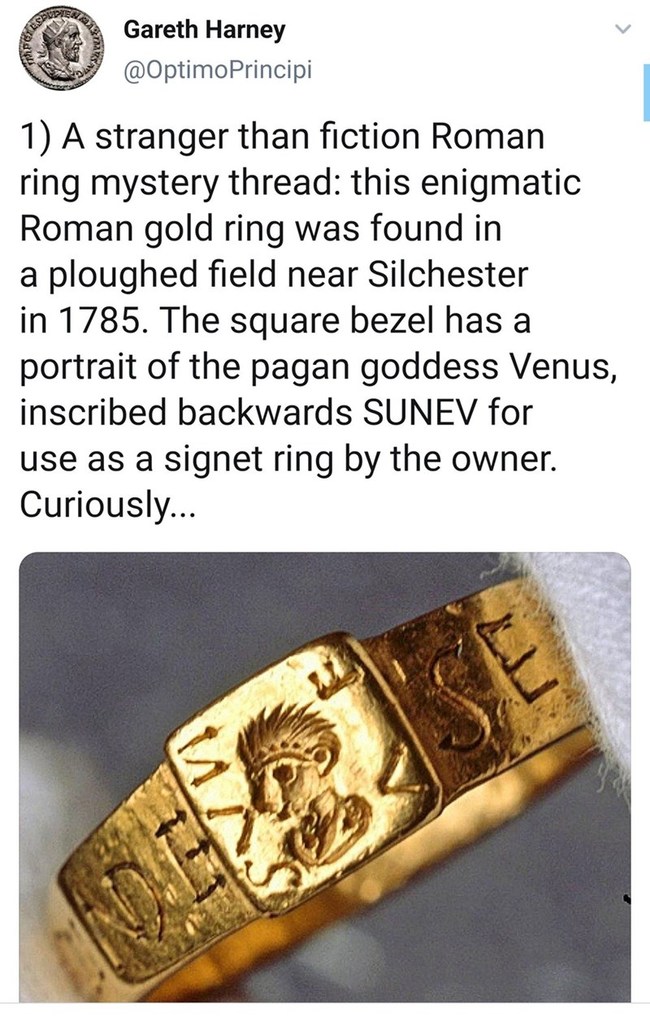 Gareth Harney
@OptimoPrincipi
1) A stranger than fiction Roman
ring mystery thread: this enigmatic
Roman gold ring was found in
a ploughed field near Silchester
in 1785. The square bezel has a
portrait of the pagan goddess Venus,
inscribed backwards SUNEV for
use as a signet ring by the owner.
Curiously...